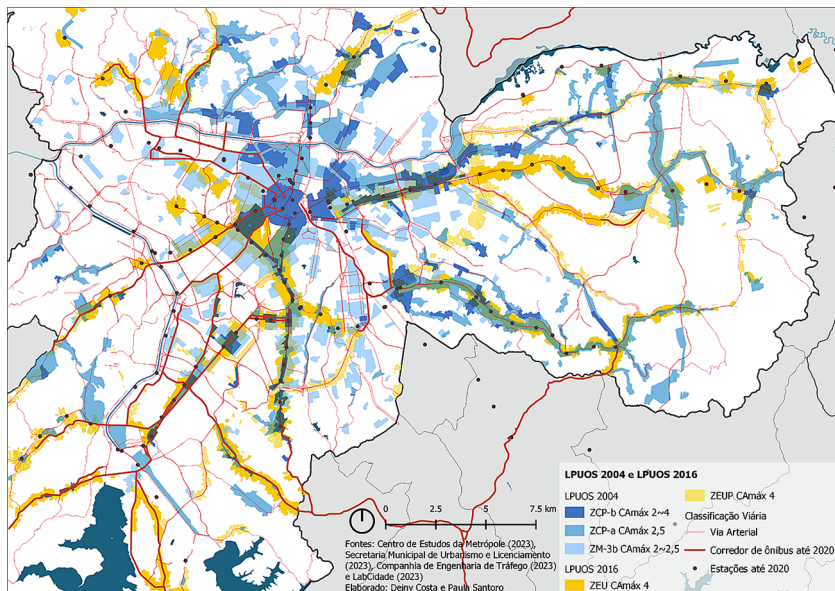 LPUOS 2004 e LPUOS 2016
LPUOS 2004
ZCP-b CAmáx 2~4
ZCP-a CAmáx 2,5
ZM-3b CAmáx 2~2,5
LPUOS 2016
ZEU CAmáx 4
ZEUP CAmáx 4
Classificação Viária
Via Arterial
Corredor de ônibus até 2020
Estações até 2020
0 2.5 5 7.5 km
Fontes: Centro de Estudos da Metrópole (2023),
Secretaria Municipal de Urbanismo e Licenciamento
(2023), Companhia de Engenharia de Tráfego (2023)
e LabCidade (2023)
Elaborado: Deiny Costa e Paula Santoro